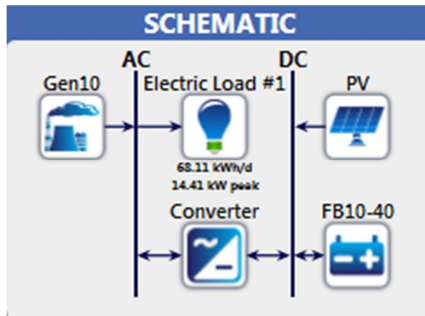 SCHEMATIC
AC DC
Gen10 Electric Load #1 PV
68.11 kWh/d
14.41 kW peak
Converter FB10-40